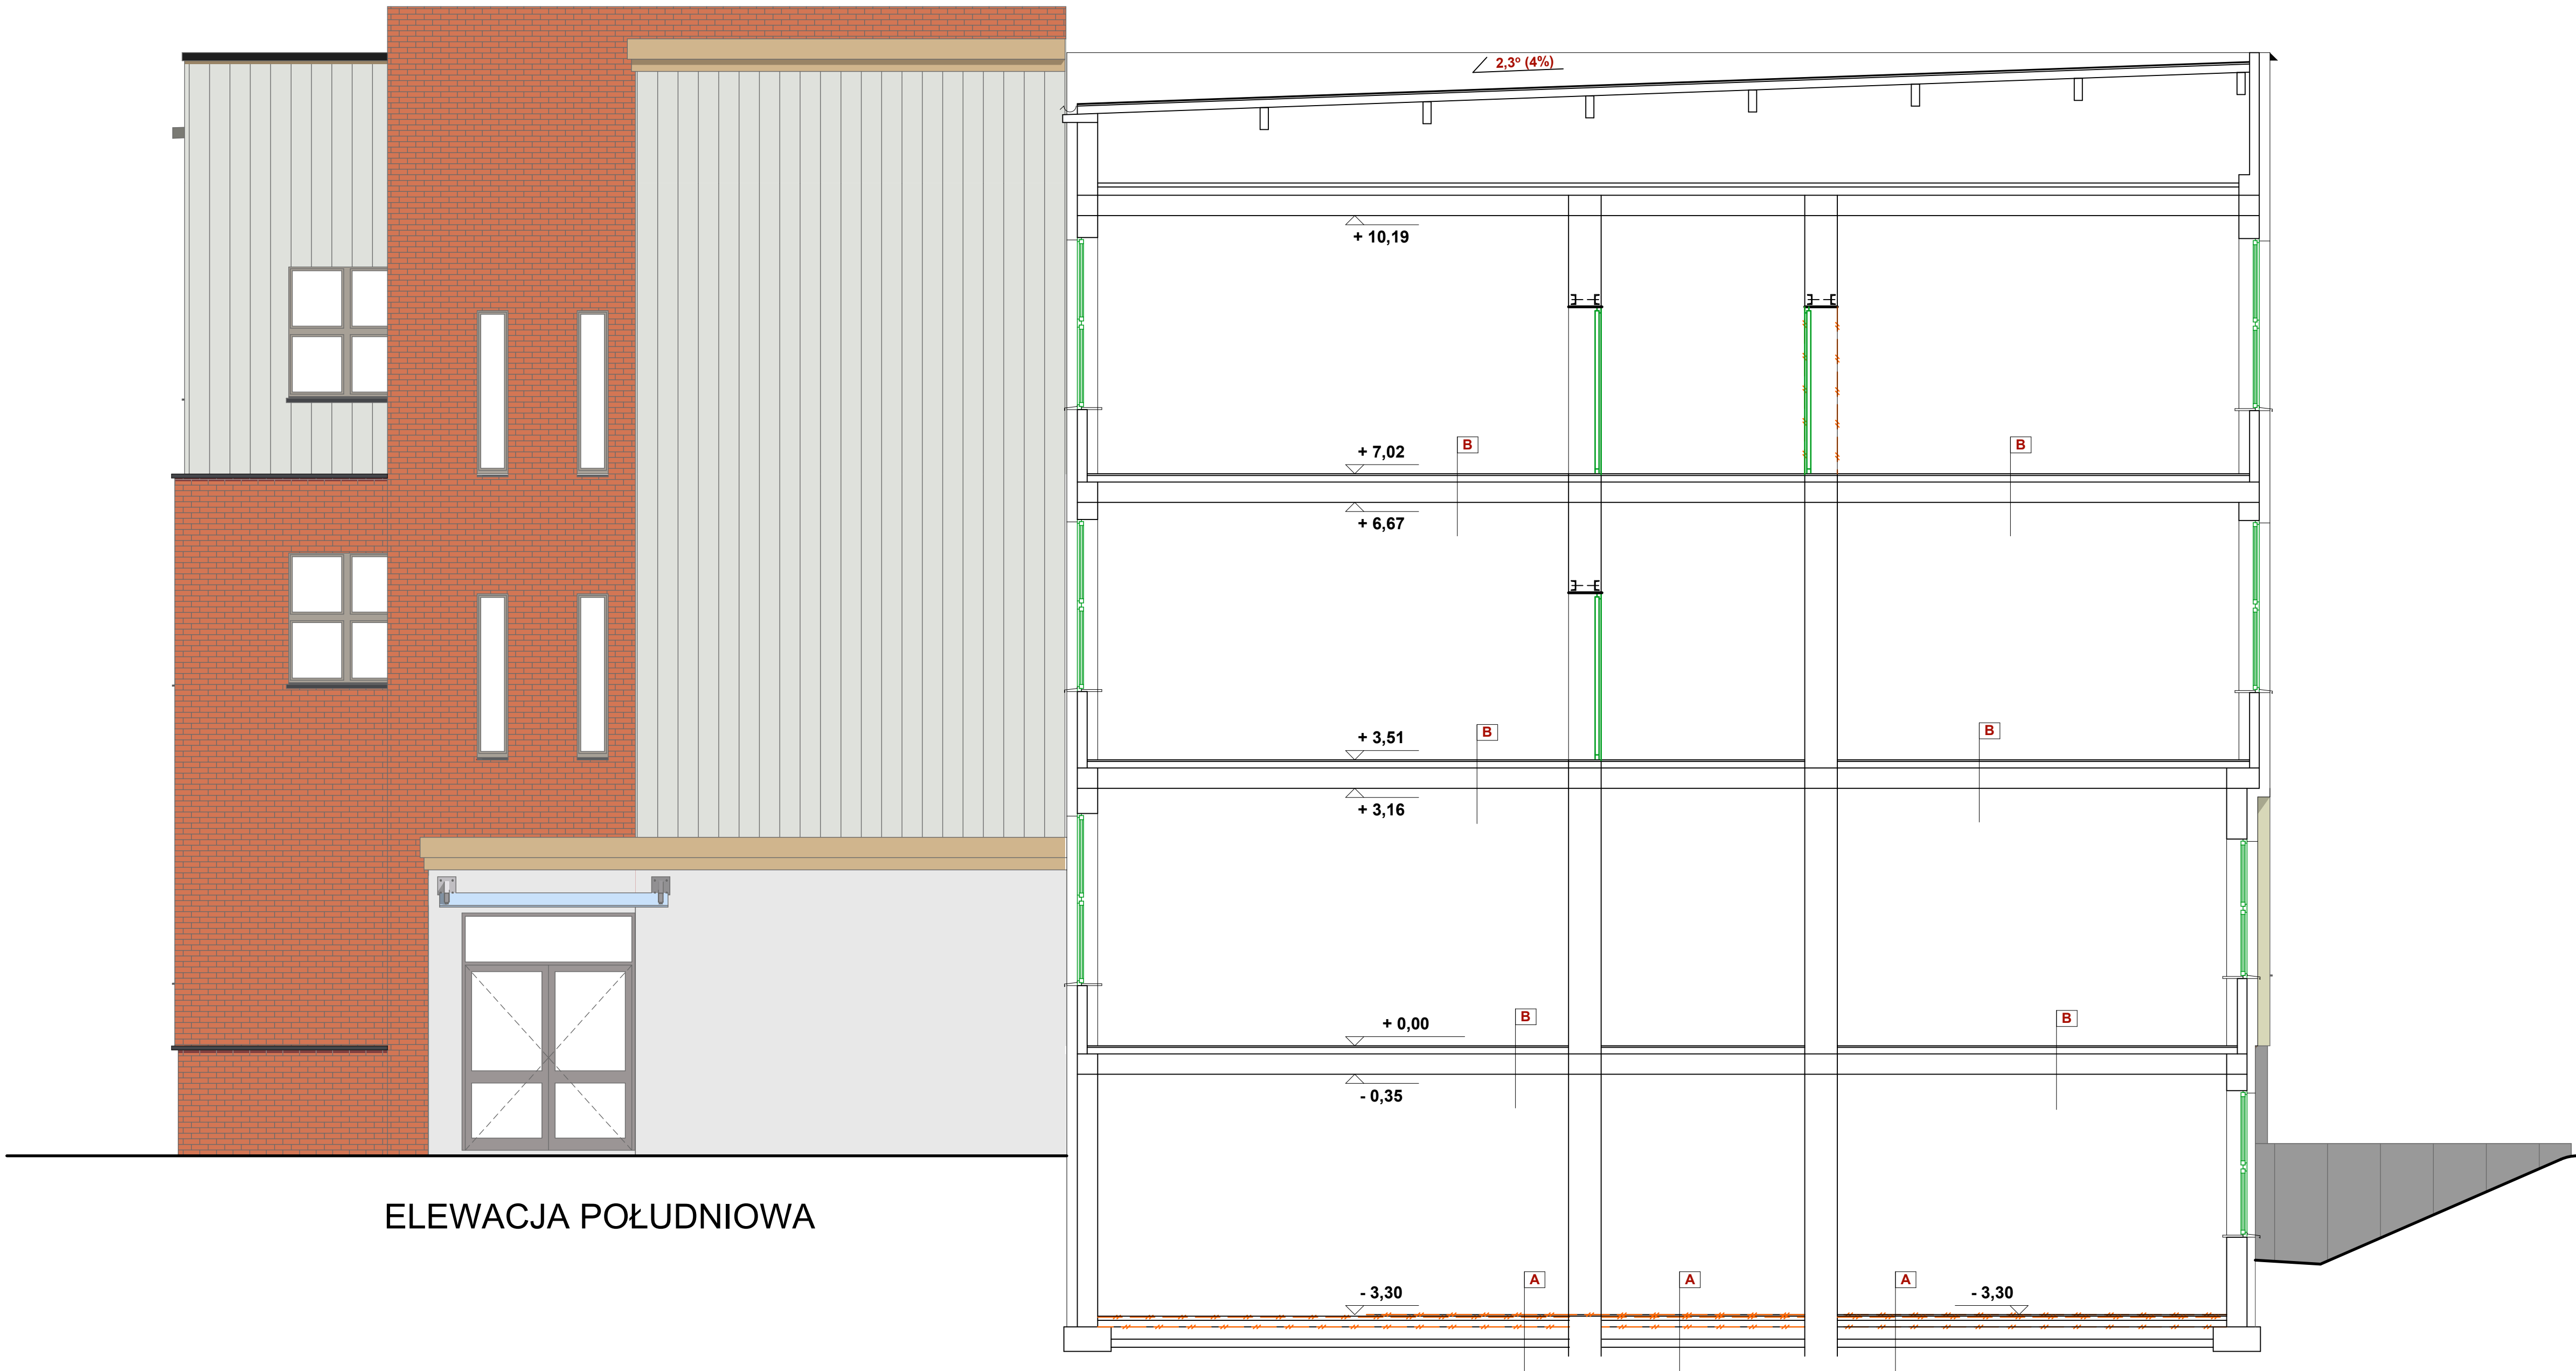 2,3º (4%)
+ 10,19
+ 7,02
B
B
+ 6,67
+ 3,51
B
B
+ 3,16
+ 0,00
B
B
- 0,35
ELEWACJA POŁUDNIOWA
A
A
A
- 3,30
- 3,30